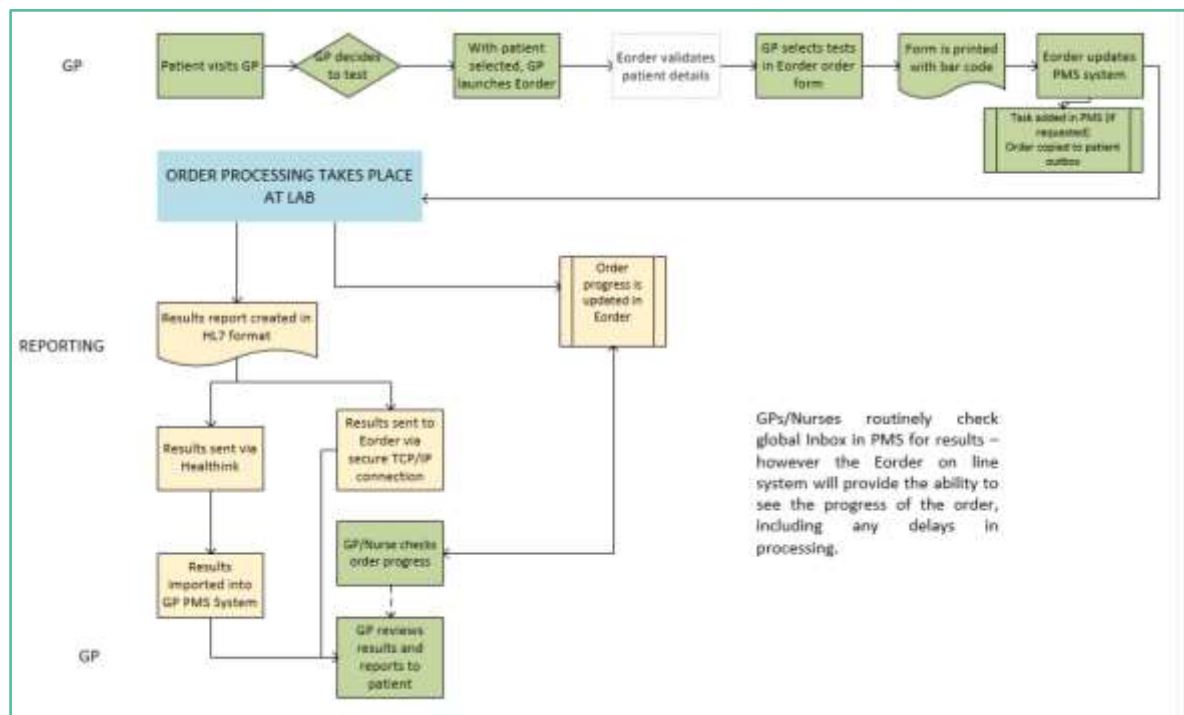 GP
Patient visits GP
GP decides
to test
With patient
selected, GP
launches Eorder
Eorder validates
patient details
GP selects tests
in Eorder order
form
Form is printed
with bar code
Eorder updates
PMS system
Task added in PMS (if
requested)
Order copied to patient
outbox
ORDER PROCESSING TAKES PLACE
AT LAB
Order
progress is
updated in
Eorder
Results report created in
HL7 format
REPORTING
Results sent via
Healthink
Results sent to
Eorder via
secure TCP/IP
connection
GPs/Nurses routinely check
global Inbox in PMS for results –
however the Eorder on line
system will provide the ability to
see the progress of the order,
including any delays in
processing.
GP/Nurse checks
order progress
Results
imported into
GP PMS System
GP
GP reviews
results and
reports to
patient